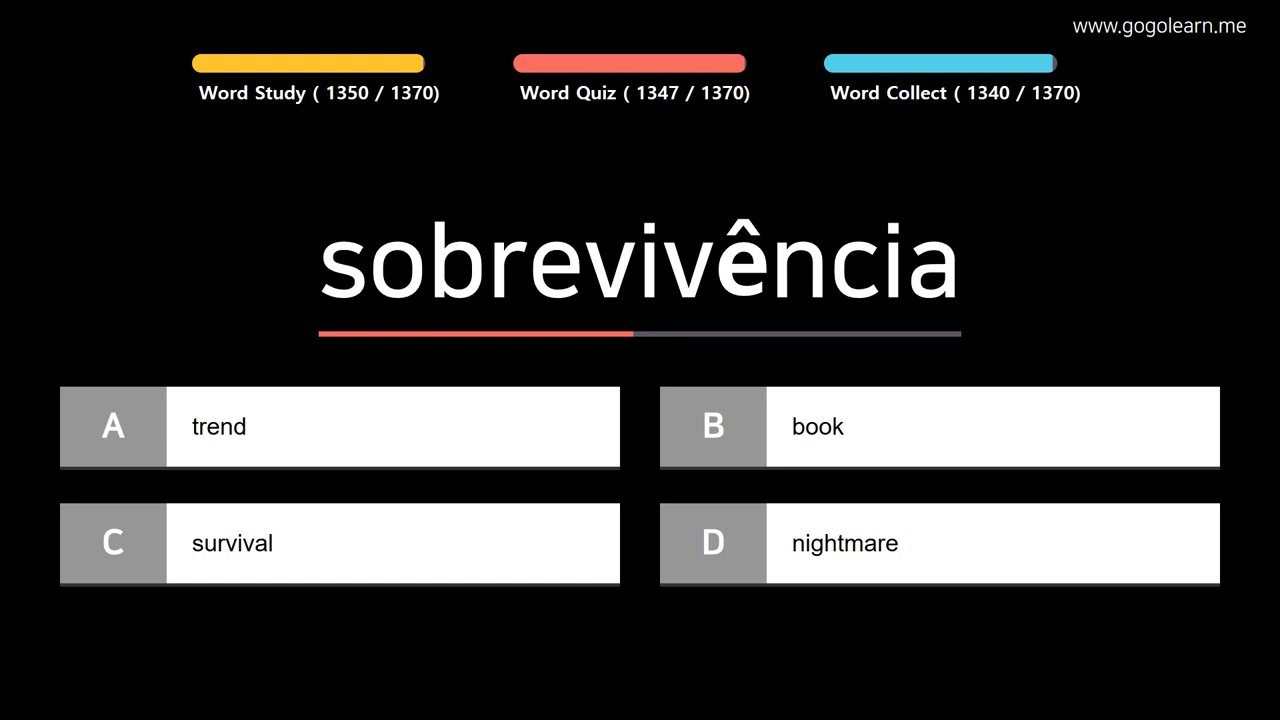 www.gogolearn.me
Word Study ( 1350 / 1370)
Word Quiz ( 1347 / 1370)
Word Collect ( 1340 / 1370)
sobrevivência
A trend
B book
C survival
D nightmare